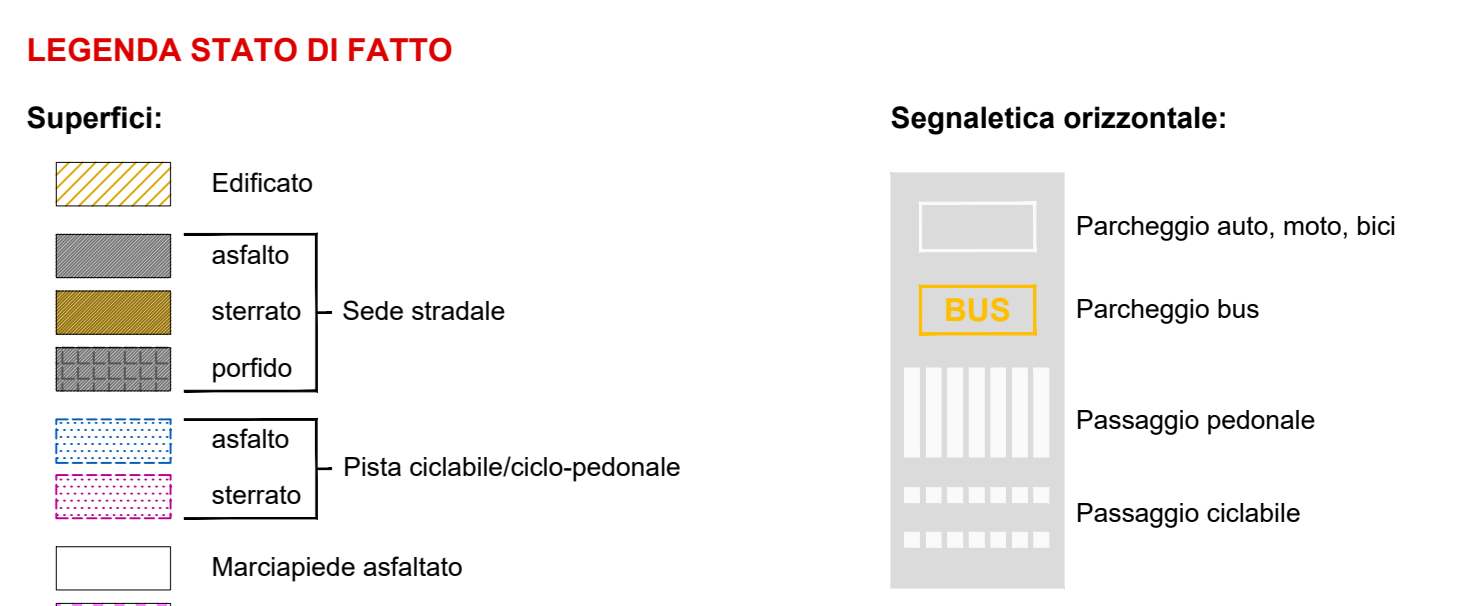 LEGENDA STATO DI FATTO
Superfici:
Edificato
asfalto
sterrato
porfido
Sede stradale
asfalto
sterrato
Pista ciclabile/ciclo-pedonale
Marciapiede asfaltato
Segnaletica orizzontale:
Parcheggio auto, moto, bici
BUS
Parcheggio bus
Passaggio pedonale
Passaggio ciclabile